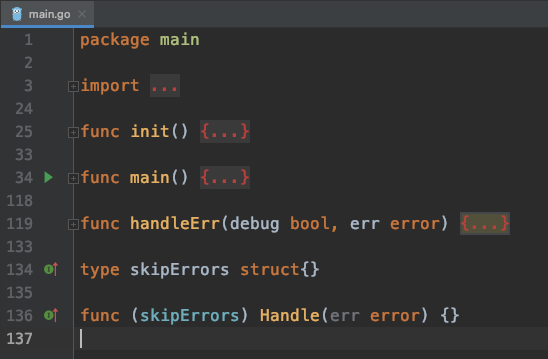 main.go
1 package main
2
3 import ...
24
25 func init() {...}
33
34 func main() {...}
118
119 func handleErr(debug bool, err error) {...}
133
134 type skipErrors struct{}
135
136 func (skipErrors) Handle(err error) {}
137